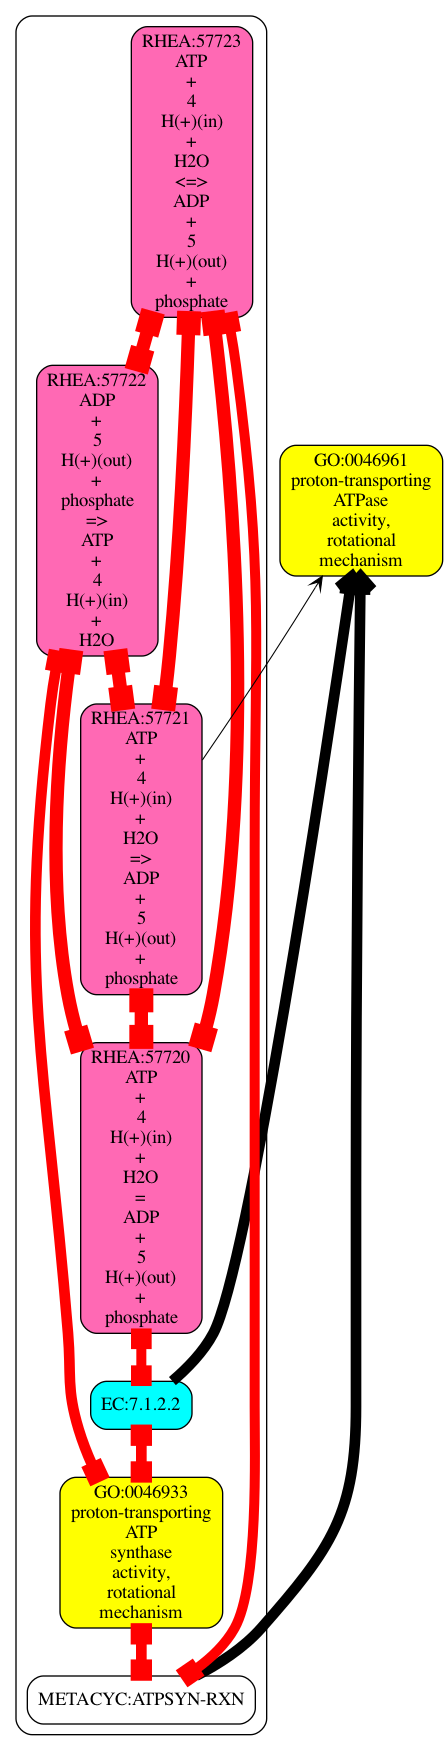 RHEA:57723
ATP
+
4
H(+)(in)
+
H2O
<=>
ADP
+
5
H(+)(out)
+
phosphate
RHEA:57722
ADP
+
5
H(+)(out)
+
phosphate
=>
ATP
+
4
H(+)(in)
+
H2O
GO:0046961
proton-transporting
ATPase
activity,
rotational
mechanism
RHEA:57721
ATP
+
4
H(+)(in)
+
H2O
=>
ADP
+
5
H(+)(out)
+
phosphate
RHEA:57720
ATP
+
4
H(+)(in)
+
H2O
=
ADP
+
5
H(+)(out)
+
phosphate
EC:7.1.2.2
GO:0046933
proton-transporting
ATP
synthase
activity,
rotational
mechanism
METACYC:ATPSYN-RXN